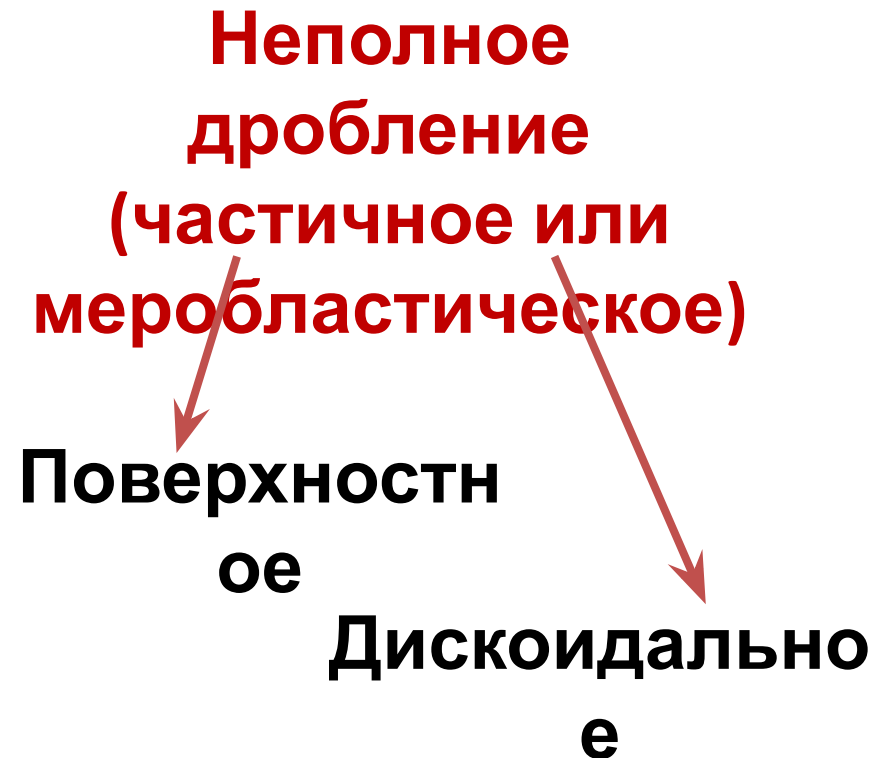 Неполное
дробление
(частичное или
меробластическое)
Поверхностн
ое
Дискоидально
е